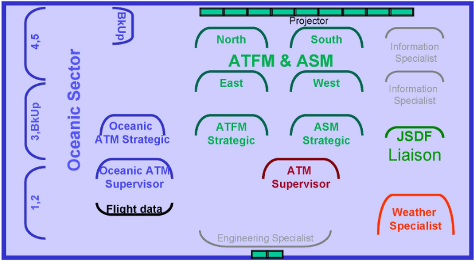 Projector
4,5
BkUp
North
South
Information
Specialist
ATFM & ASM
Oceanic Sector
East
West
Information
Specialist
3,BkUp
Oceanic
ATM Strategic
ATFM
Strategic
ASM
Strategic
JSDF
Liaison
Oceanic ATM
Supervisor
ATM
Supervisor
1,2
Flight data
Weather
Specialist
Engineering Specialist